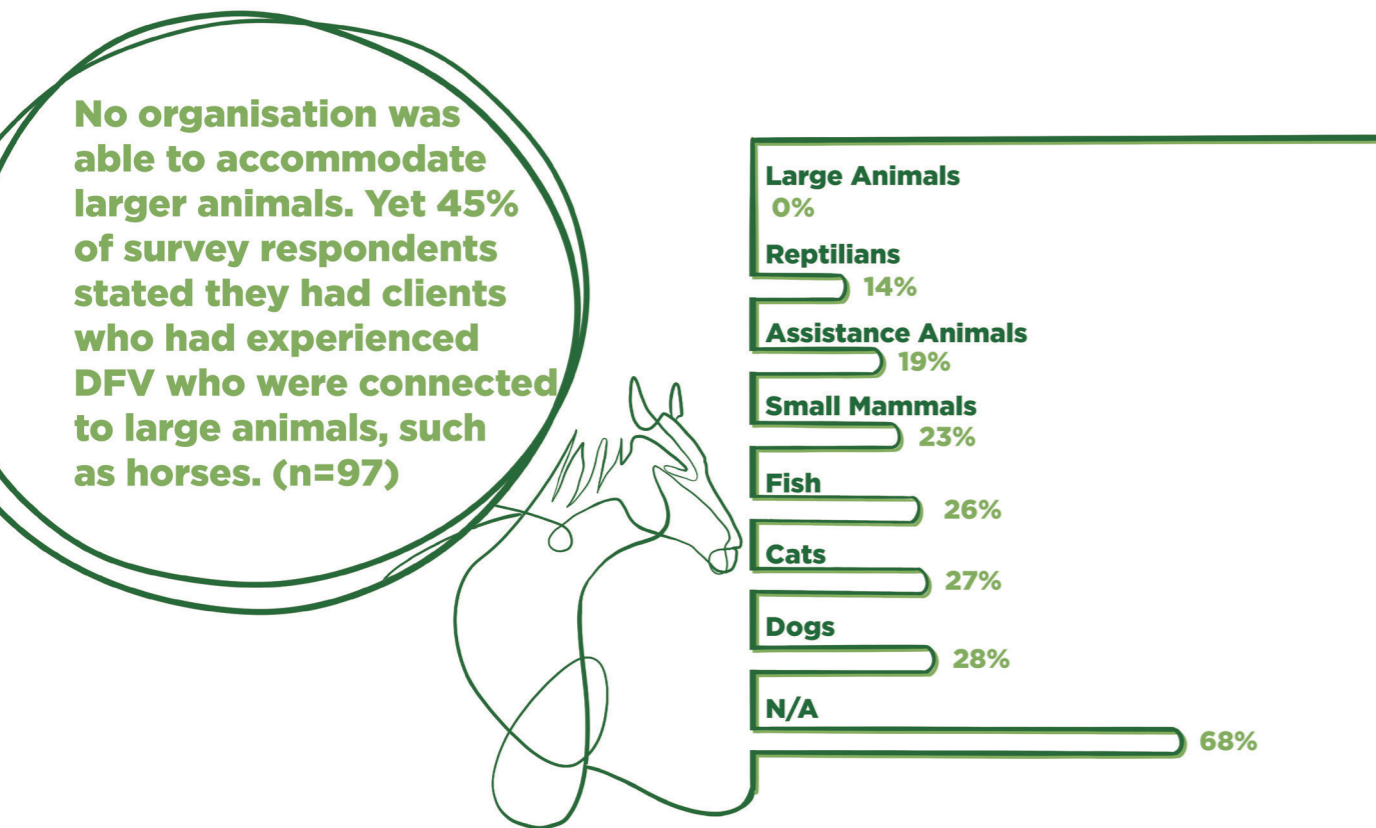 No organisation was
able to accommodate
larger animals. Yet 45%
of survey respondents
stated they had clients
who had experienced
DFV who were connected
to large animals, such
as horses. (n=97)
Large Animals
0%
Reptilians
14%
Assistance Animals
19%
Small Mammals
23%
Fish
26%
Cats
27%
Dogs
28%
N/A
68%